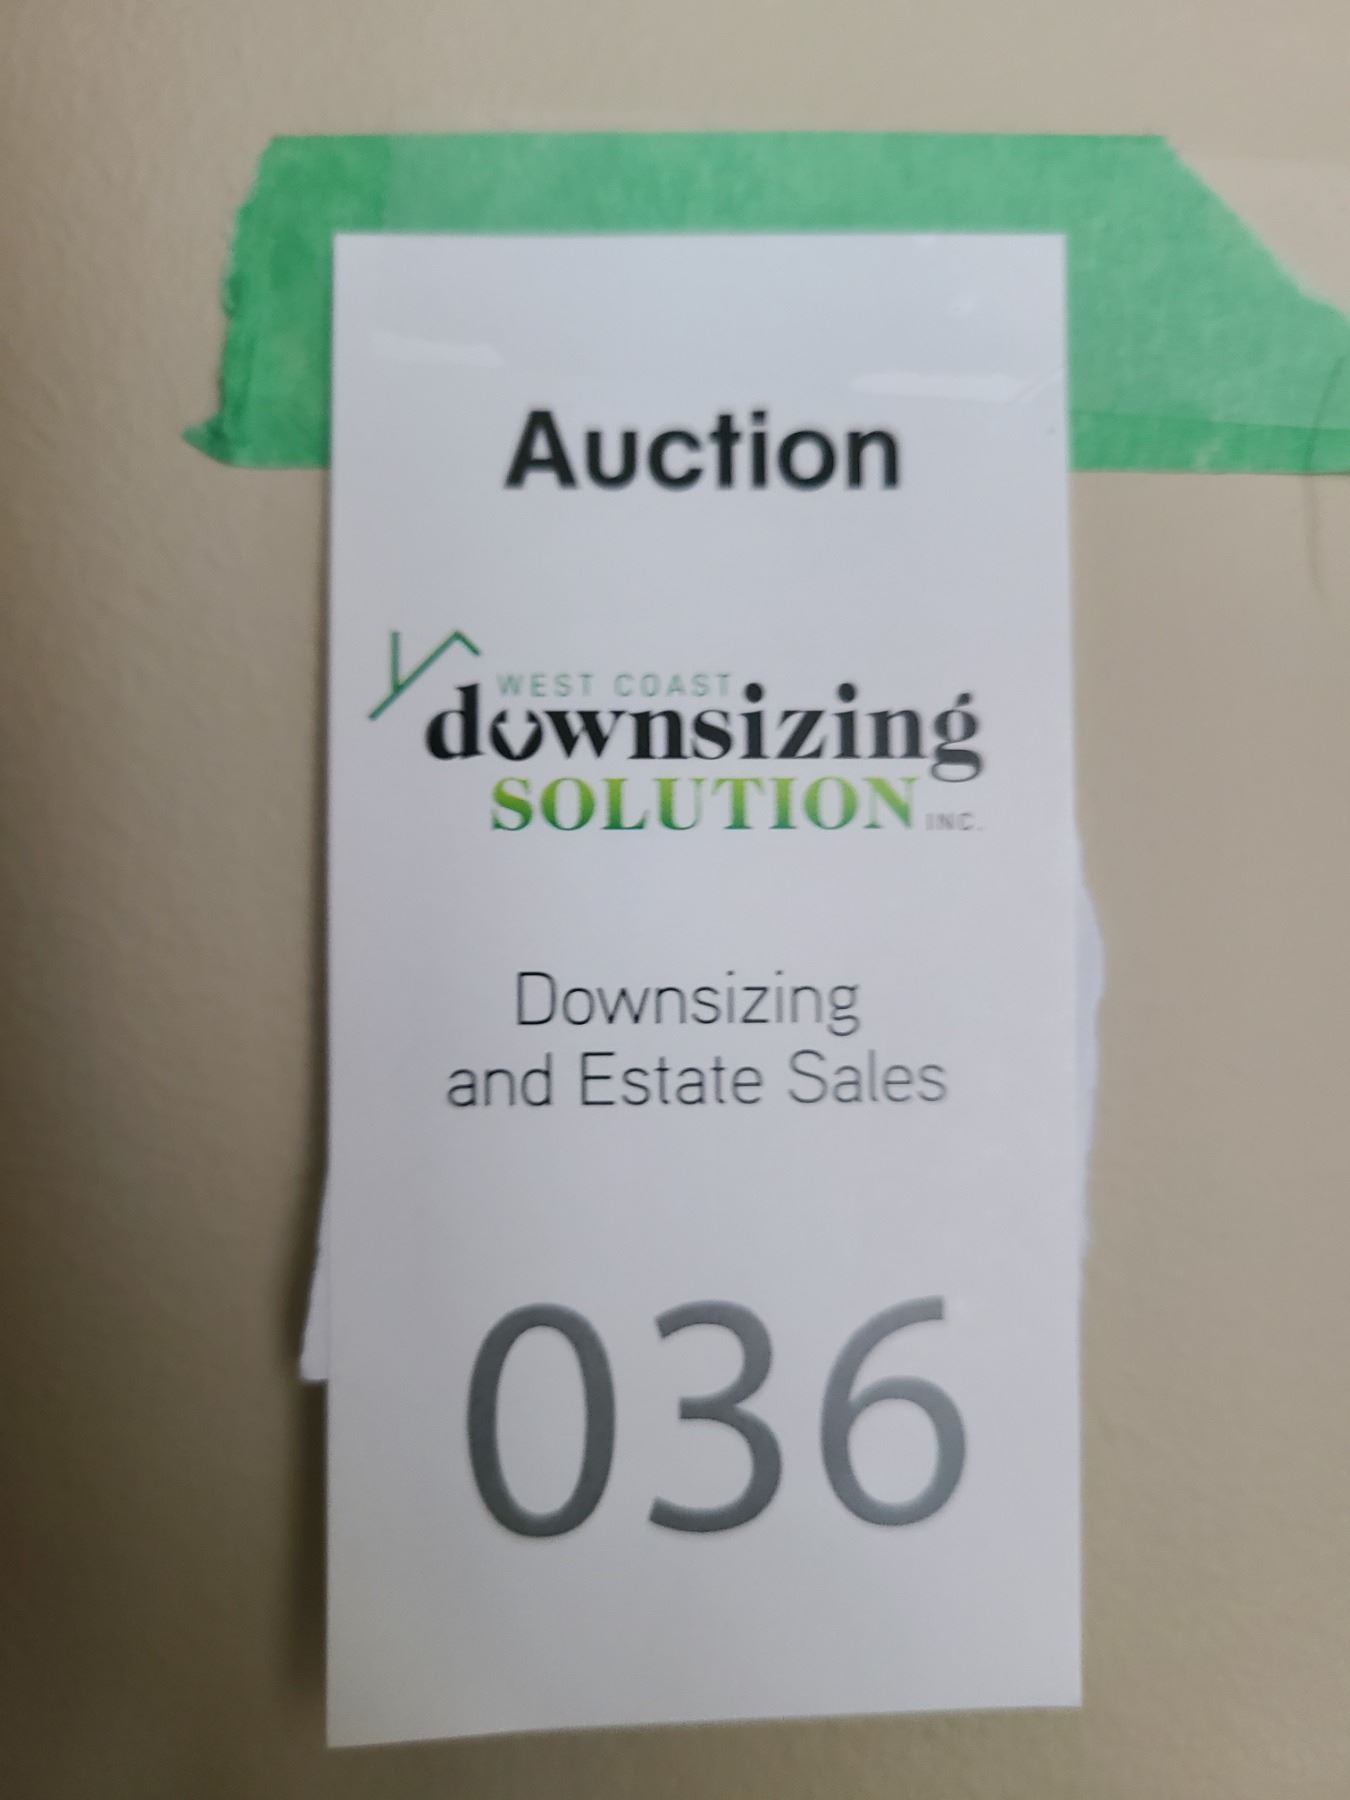 Auction
WEST COAST
downsizing
SOLUTION INC.
Downsizing
and Estate Sales
036